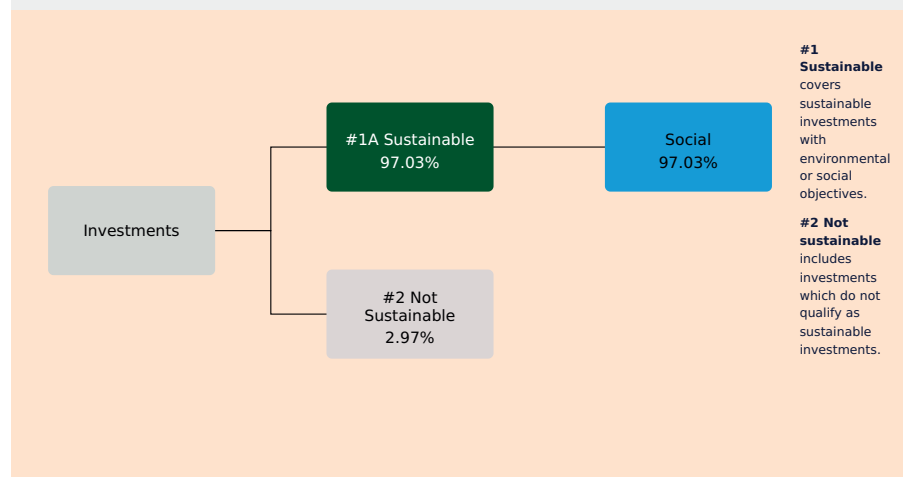 Investments
#1A Sustainable
97.03%
Social
97.03%
#2 Not
Sustainable
2.97%
#1
Sustainable
covers
sustainable
investments
with
environmental
or social
objectives.
#2 Not
sustainable
includes
investments
which do not
qualify as
sustainable
investments.